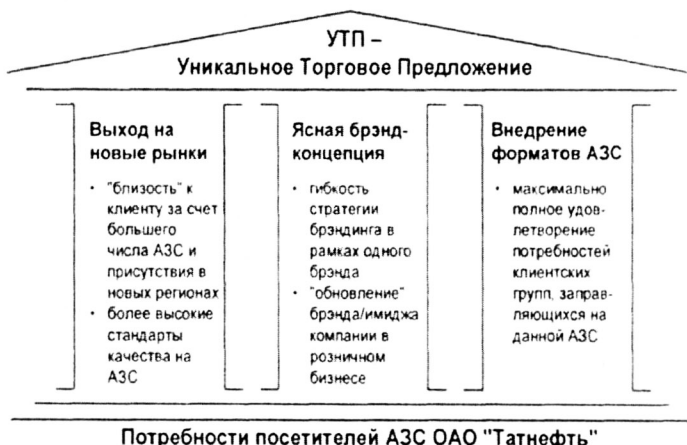 УТП –
Уникальное Торговое Предложение
Выход на
новые рынки
• "близость" к
клиенту за счет
большего
числа АЗС и
присутствия в
новых регионах
• более высокие
стандарты
качества на
АЗС
Ясная брэнд-
концепция
• гибкость
стратегии
брэндинга в
рамках одного
брэнда
• "обновление"
брэнда/имиджа
компании в
розничном
бизнесе
Внедрение
форматов АЗС
• максимально
полное удов-
летворение
потребностей
клиентских
групп, заправ-
ляющихся на
данной АЗС
Потребности посетителей АЗС ОАО "Татнефть"